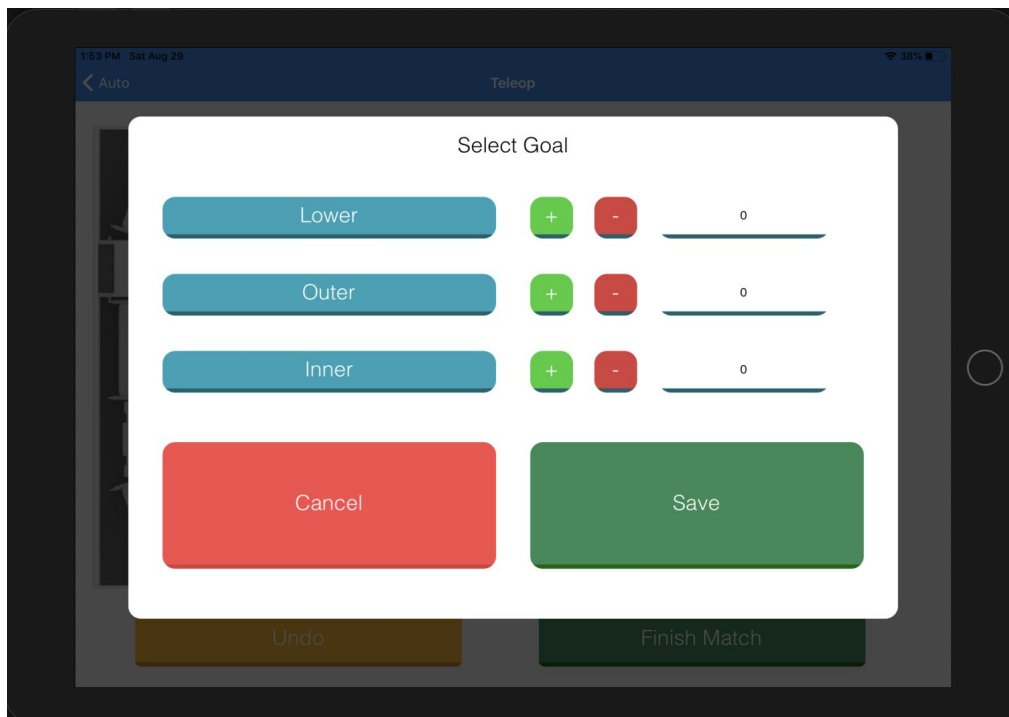 1:53 PM Sat Aug 29 38%
Auto Teleop
Select Goal
Lower + - 0
Outer + - 0
Inner + - 0
Cancel Save
Undo Finish Match